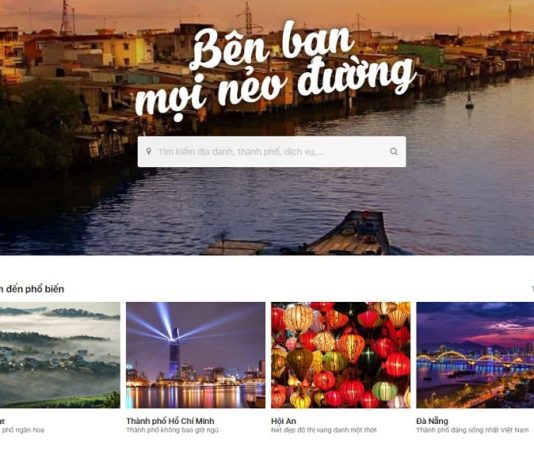 Bên bạn
mọi nẻo đường
Tìm kiếm địa danh, thành phố, dịch vụ,...
đến phổ biến
Thành phố Hồ Chí Minh
Thành phố không bao giờ ngủ
Hội An
Nét đẹp đô thị vang danh một thời
Đà Nẵng
Thành phố đáng sống nhất Việt Nam
phố ngàn hoa